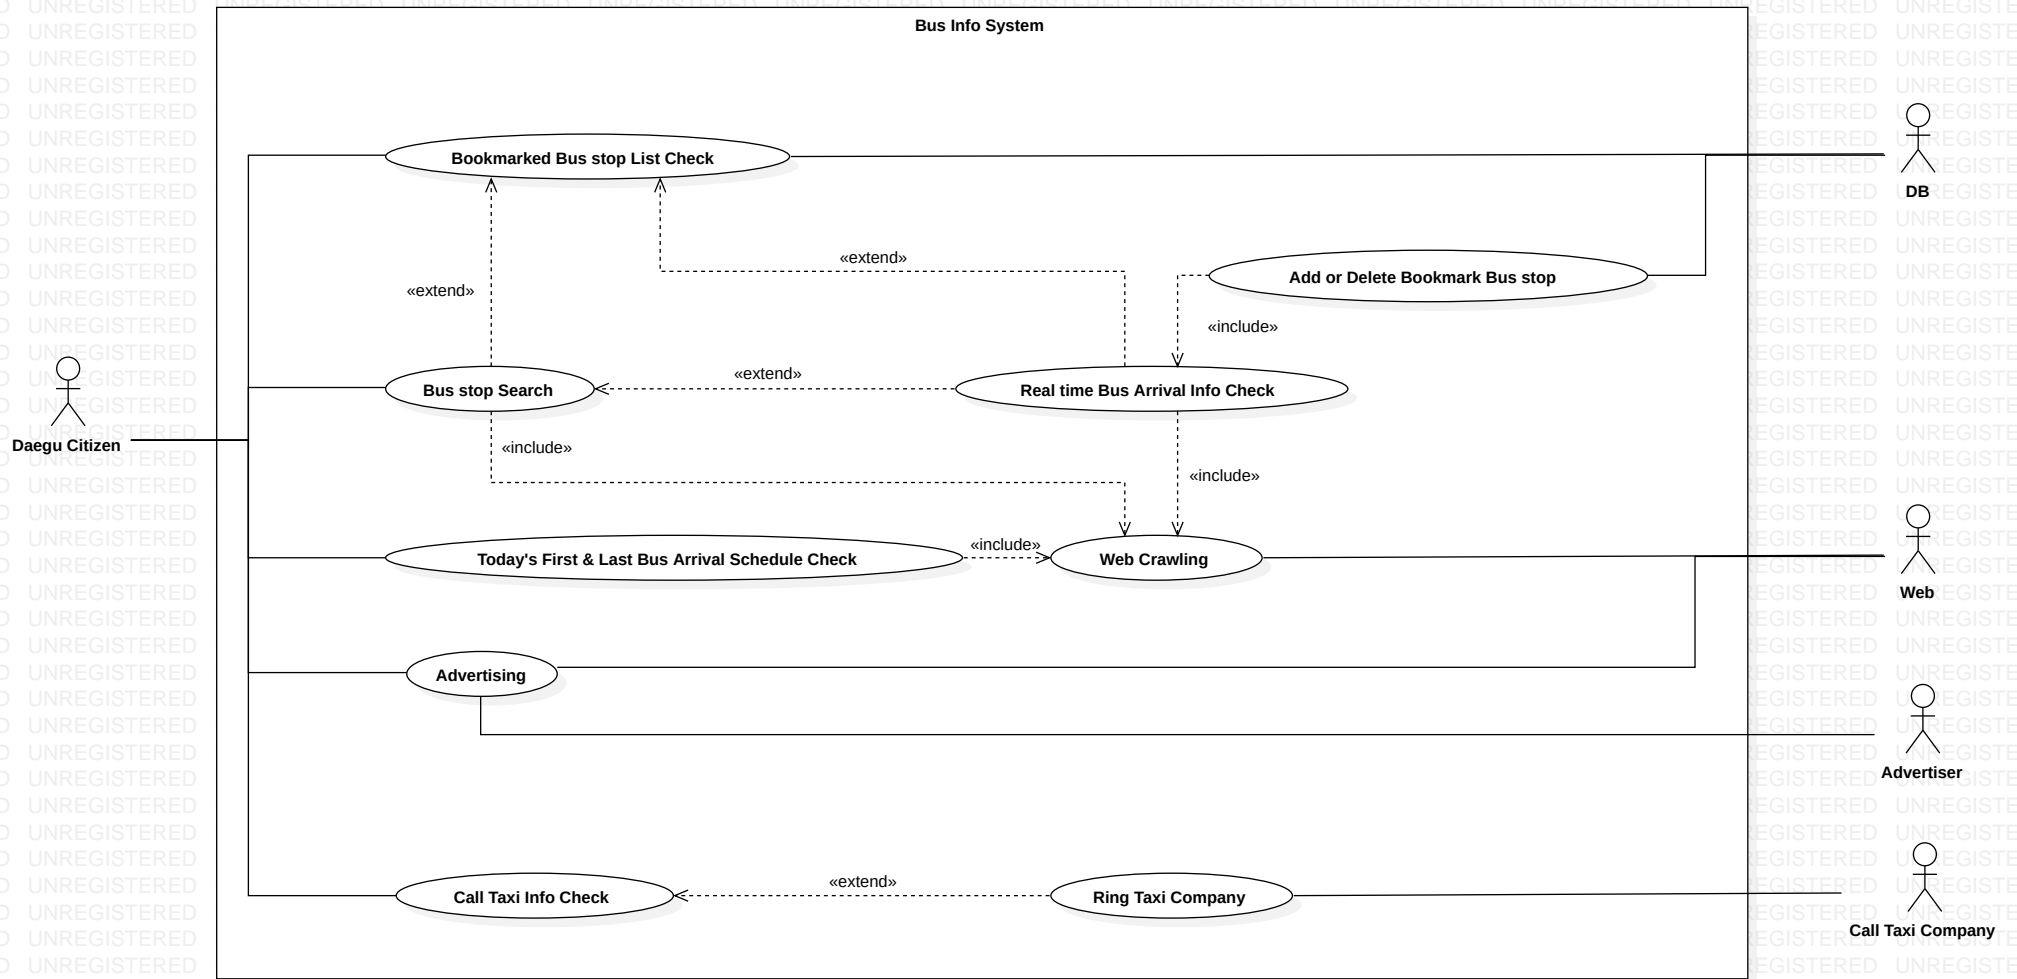 Bus Info System
Bookmarked Bus stop List Check
DB
«extend»
Add or Delete Bookmark Bus stop
«extend»
«include»
«extend»
Bus stop Search
Real time Bus Arrival Info Check
Daegu Citizen
«include»
«include»
«include»
Today's First & Last Bus Arrival Schedule Check
Web Crawling
Web
Advertising
Advertiser
«extend»
Call Taxi Info Check
Ring Taxi Company
Call Taxi Company
UNREGISTERED